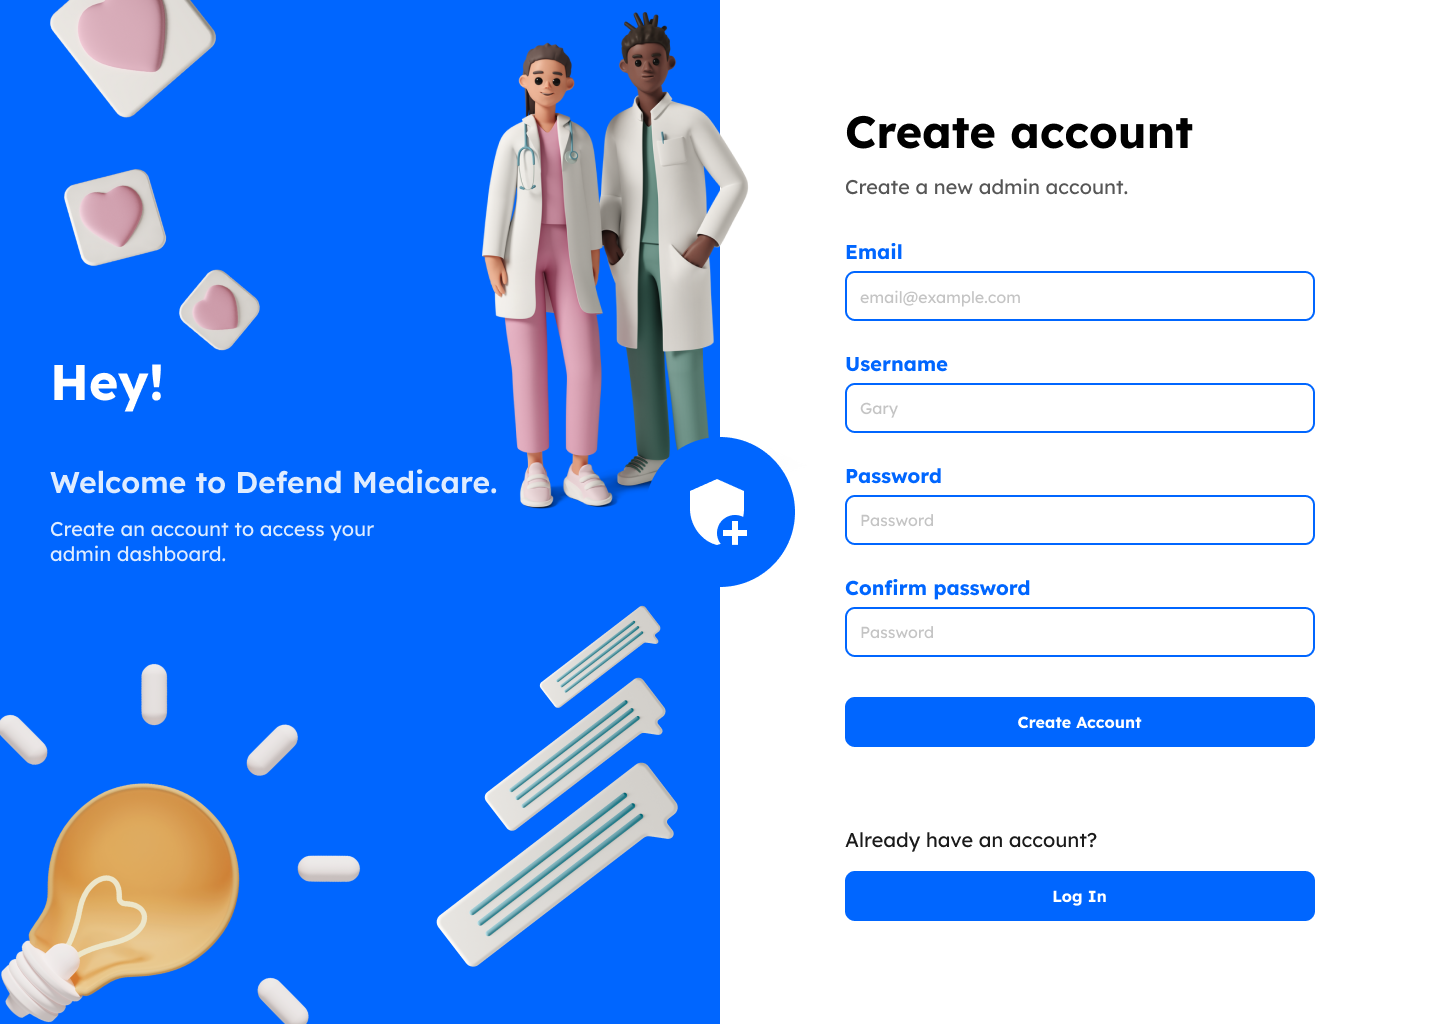 Hey!
Welcome to Defend Medicare.
Create an account to access your
admin dashboard.
Create account
Create a new admin account.
Email
email@example.com
Username
Gary
Password
Password
Confirm password
Password
Create Account
Already have an account?
Log In